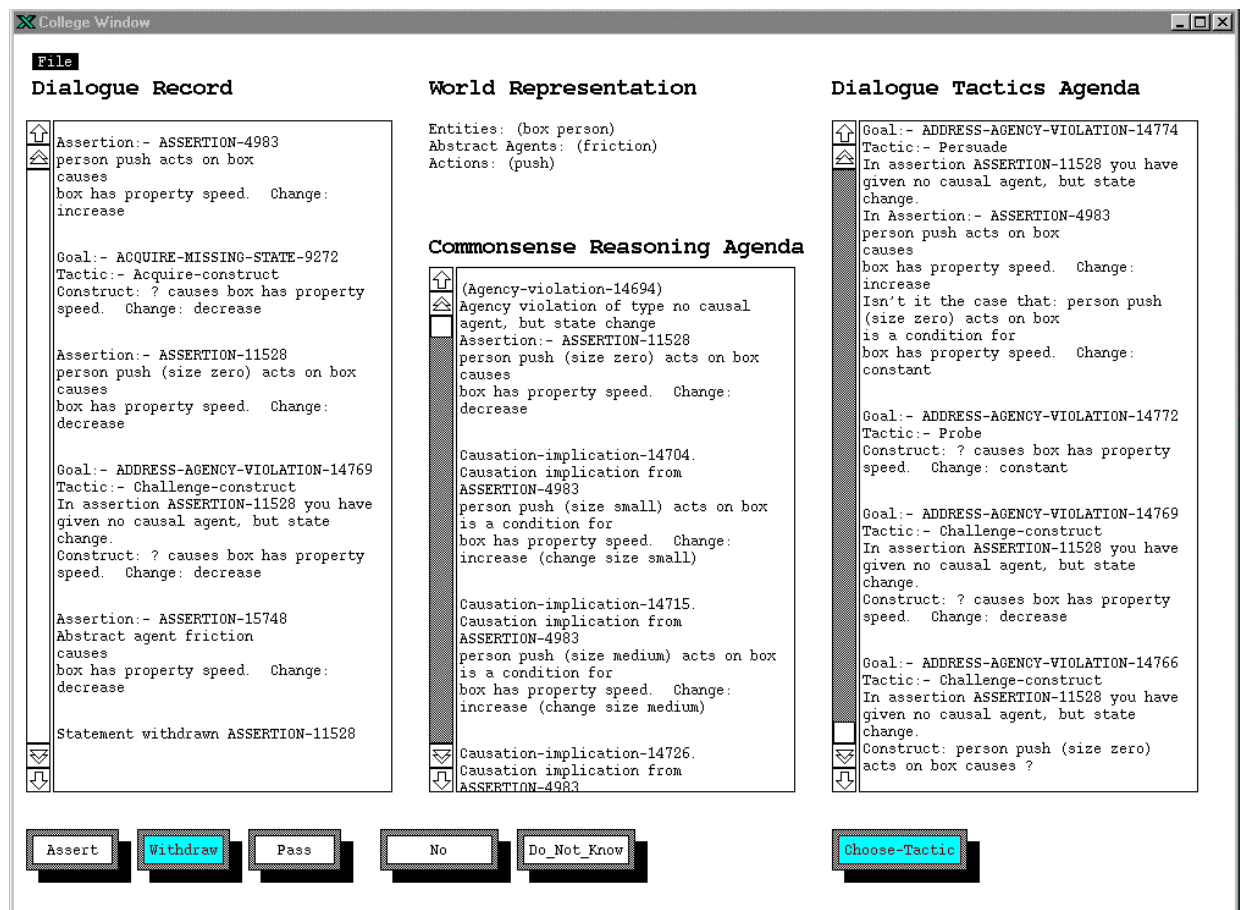 College Window
File
Dialogue Record
Assertion:- ASSERTION-4983
person push acts on box
causes
box has property speed.  Change:
increase
Goal:- ACQUIRE-MISSING-STATE-9272
Tactic:- Acquire-construct
Construct: ? causes box has property
speed.  Change: decrease
Assertion:- ASSERTION-11528
person push (size zero) acts on box
causes
box has property speed.  Change:
decrease
Goal:- ADDRESS-AGENCY-VIOLATION-14769
Tactic:- Challenge-construct
In assertion ASSERTION-11528 you have
given no causal agent, but state
change.
Construct: ? causes box has property
speed.  Change: decrease
Assertion:- ASSERTION-15748
Abstract agent friction
causes
box has property speed.  Change:
decrease
Statement withdrawn ASSERTION-11528
World Representation
Entities: (box person)
Abstract Agents: (friction)
Actions: (push)
Commonsense Reasoning Agenda
(Agency-violation-14694)
Agency violation of type no causal
agent, but state change
Assertion:- ASSERTION-11528
person push (size zero) acts on box
causes
box has property speed.  Change:
decrease
Causation-implication-14704.
Causation implication from
ASSERTION-4983
person push (size small) acts on box
is a condition for
box has property speed.  Change:
increase (change size small)
Causation-implication-14715.
Causation implication from
ASSERTION-4983
person push (size medium) acts on box
is a condition for
box has property speed.  Change:
increase (change size medium)
Causation-implication-14726.
Causation implication from
ASSERTION-4983
Dialogue Tactics Agenda
Goal:- ADDRESS-AGENCY-VIOLATION-14774
Tactic:- Persuade
In assertion ASSERTION-11528 you have
given no causal agent, but state
change.
In Assertion:- ASSERTION-4983
person push acts on box
causes
box has property speed.  Change:
increase
Isn't it the case that: person push
(size zero) acts on box
is a condition for
box has property speed.  Change:
constant
Goal:- ADDRESS-AGENCY-VIOLATION-14772
Tactic:- Probe
Construct: ? causes box has property
speed.  Change: constant
Goal:- ADDRESS-AGENCY-VIOLATION-14769
Tactic:- Challenge-construct
In assertion ASSERTION-11528 you have
given no causal agent, but state
change.
Construct: ? causes box has property
speed.  Change: decrease
Goal:- ADDRESS-AGENCY-VIOLATION-14766
Tactic:- Challenge-construct
In assertion ASSERTION-11528 you have
given no causal agent, but state
change.
Construct: person push (size zero)
acts on box causes ?
Assert
Withdraw
Pass
No
Do_Not_Know
Choose-Tactic